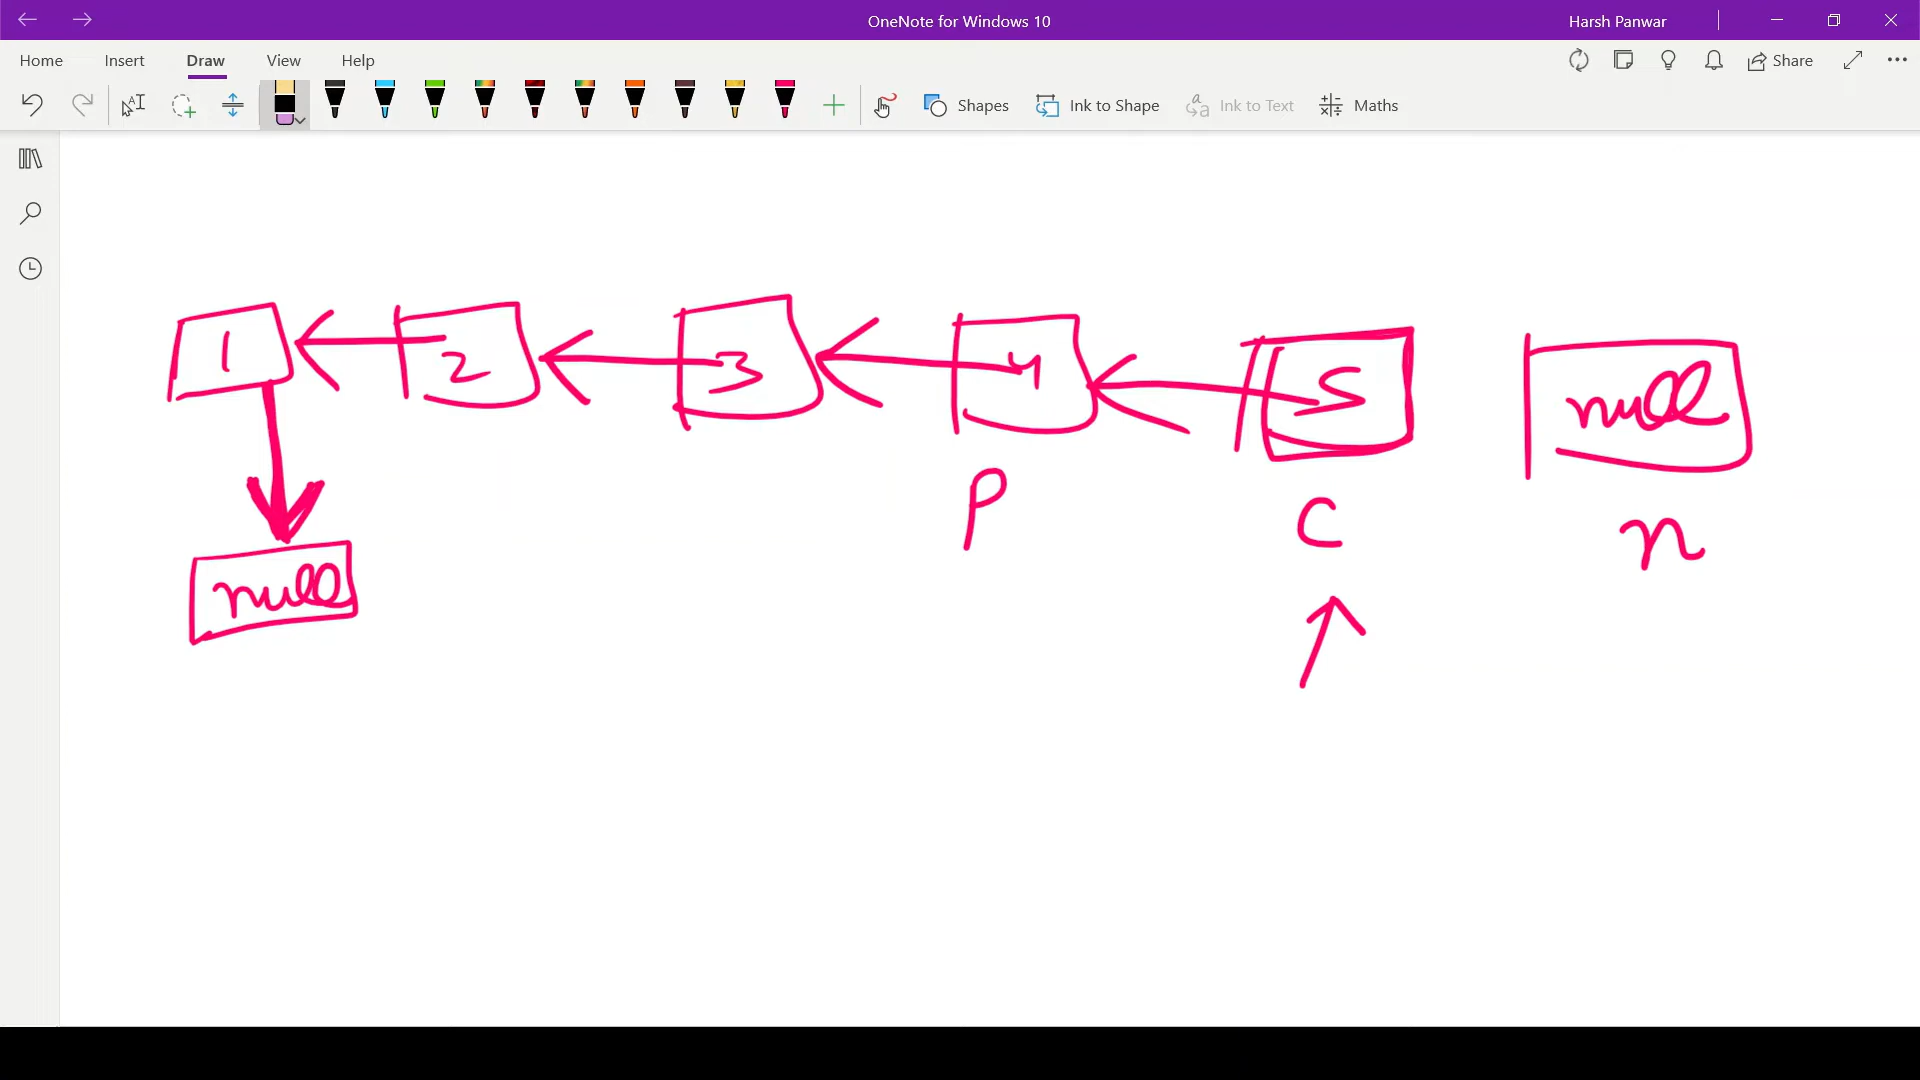 OneNote for Windows 10
Harsh Panwar
Home Insert Draw View Help
Share
Shapes Ink to Shape Ink to Text Maths
1 2 3 4 5 null
P C n
null